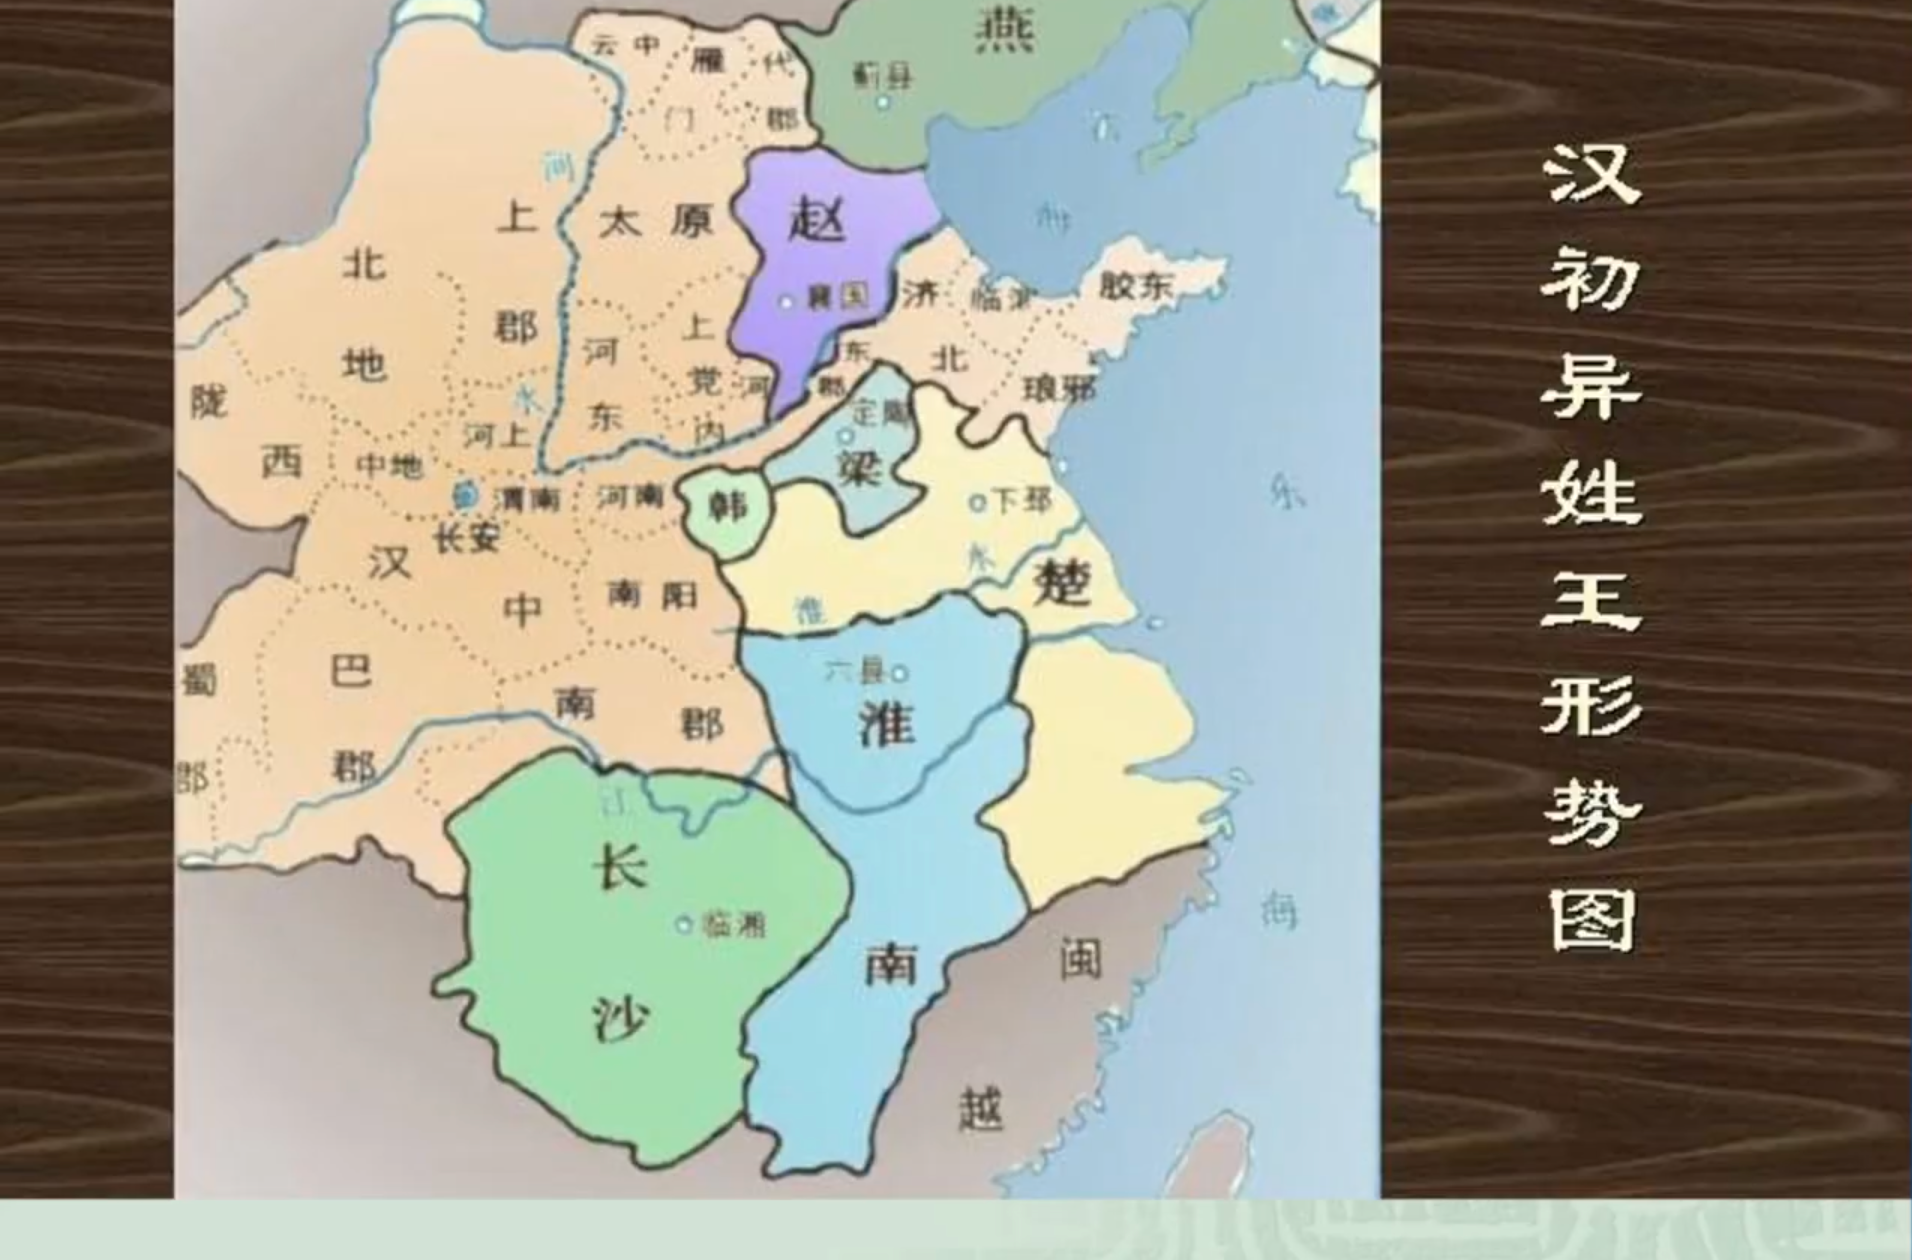 汉初异姓王形势图
燕
蓟县
云中
雁门
代郡
河
上郡
太原
赵
襄国
北地
济北
临淄
胶东
琅邪
河东
上党
河内
东郡
陇西
水
河上
中地
渭南
河南
长安
定陶
梁
韩
下邳
楚
水
淮
汉中
南阳
六县
淮南
蜀郡
巴郡
南郡
江
长沙
临湘
闽越
东海